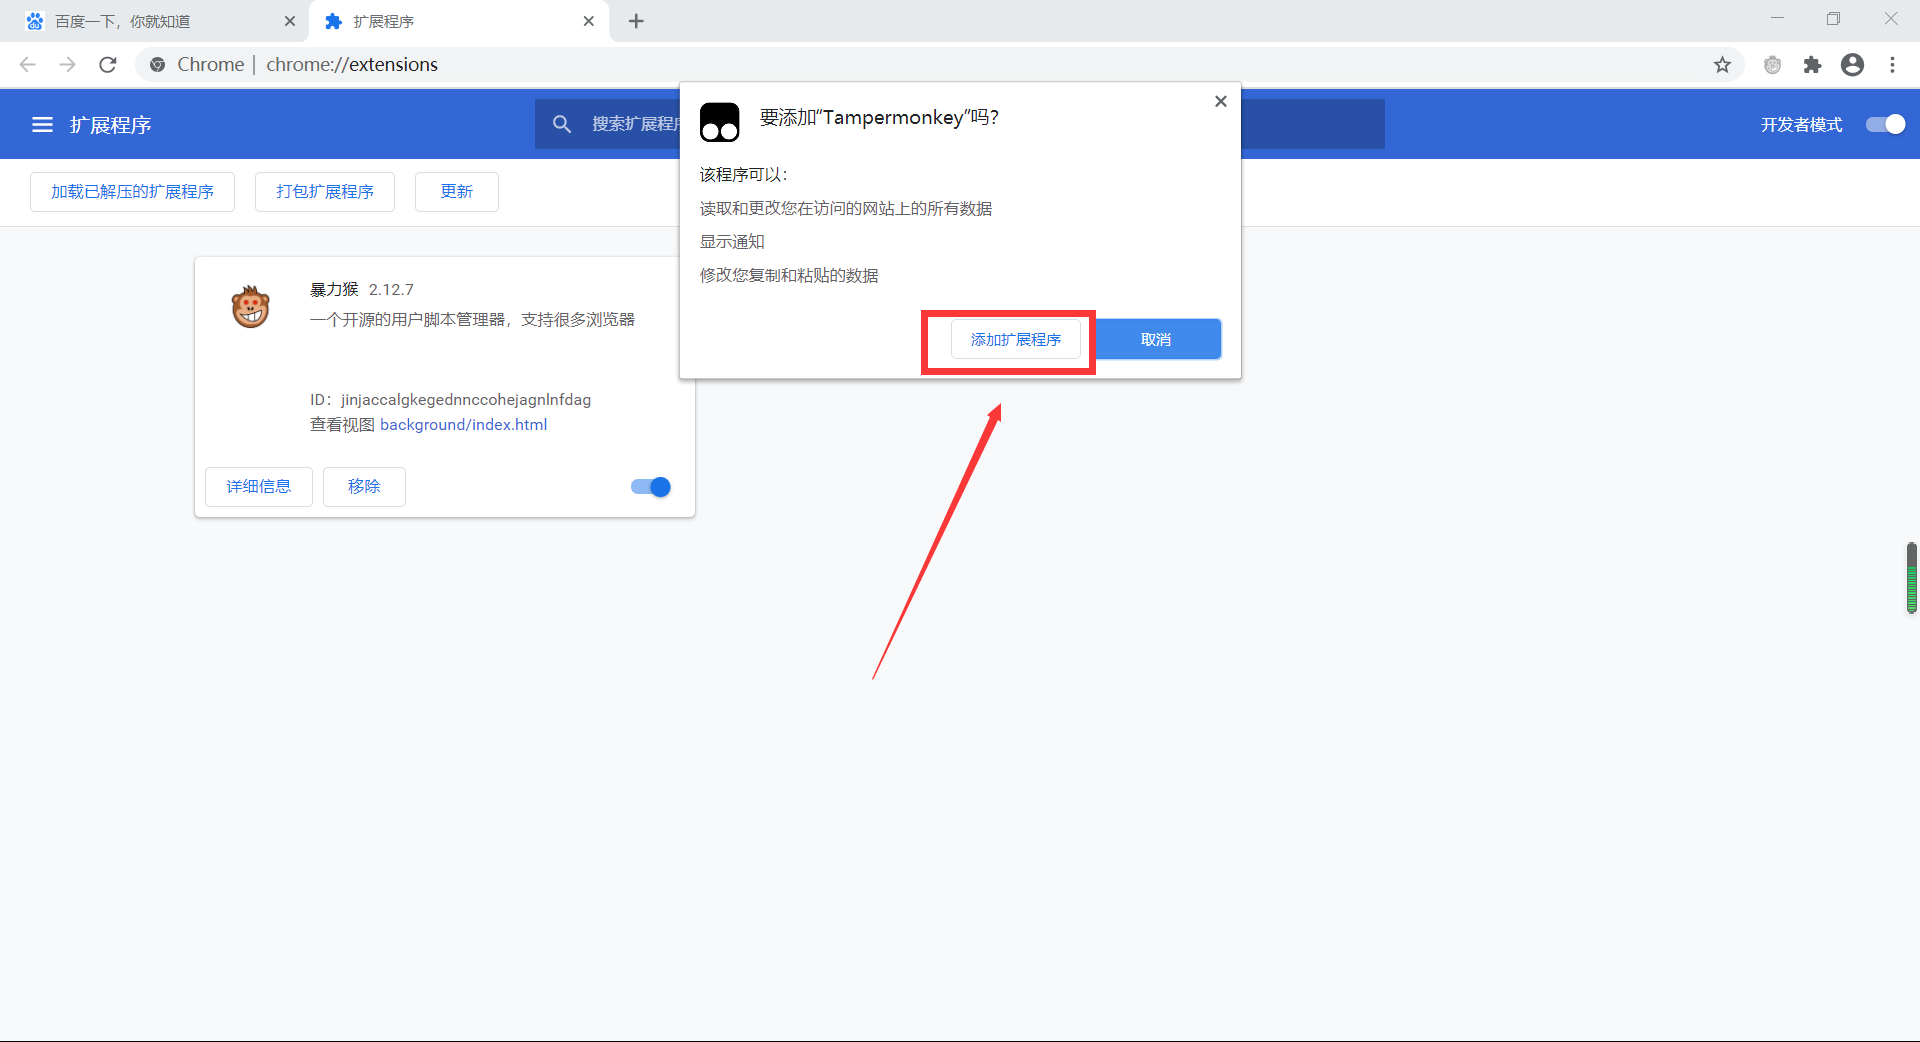 百度一下，你就知道
扩展程序
Chrome | chrome://extensions
扩展程序
搜索扩展程序
开发者模式
加载已解压的扩展程序
打包扩展程序
更新
要添加“Tampermonkey”吗？
该程序可以：
读取和更改您在访问的网站上的所有数据
显示通知
修改您复制和粘贴的数据
添加扩展程序
取消
暴力猴 2.12.7
一个开源的用户脚本管理器，支持很多浏览器
ID：jinjaccalgkegednnccohejagnlnfdag
查看视图 background/index.html
详细信息
移除